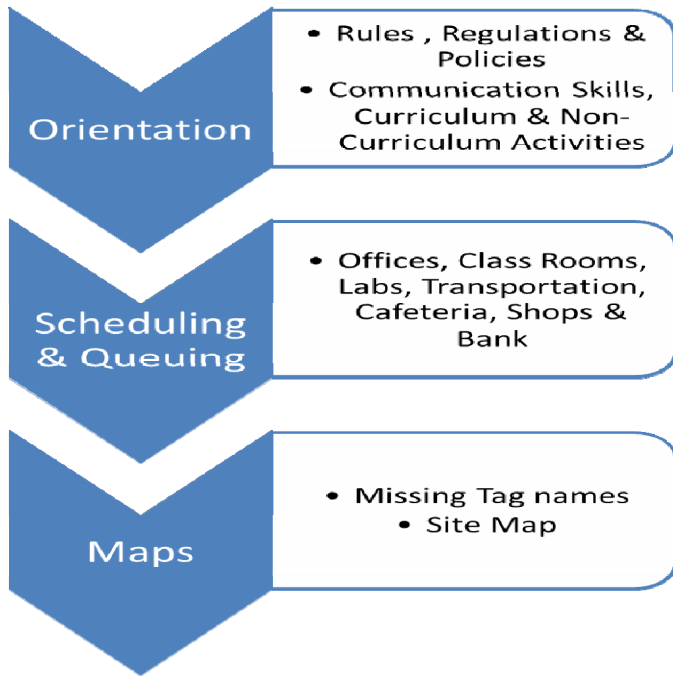 Orientation
• Rules , Regulations &
Policies
• Communication Skills,
Curriculum & Non-
Curriculum Activities
Scheduling
& Queuing
• Offices, Class Rooms,
Labs, Transportation,
Cafeteria, Shops &
Bank
Maps
• Missing Tag names
• Site Map